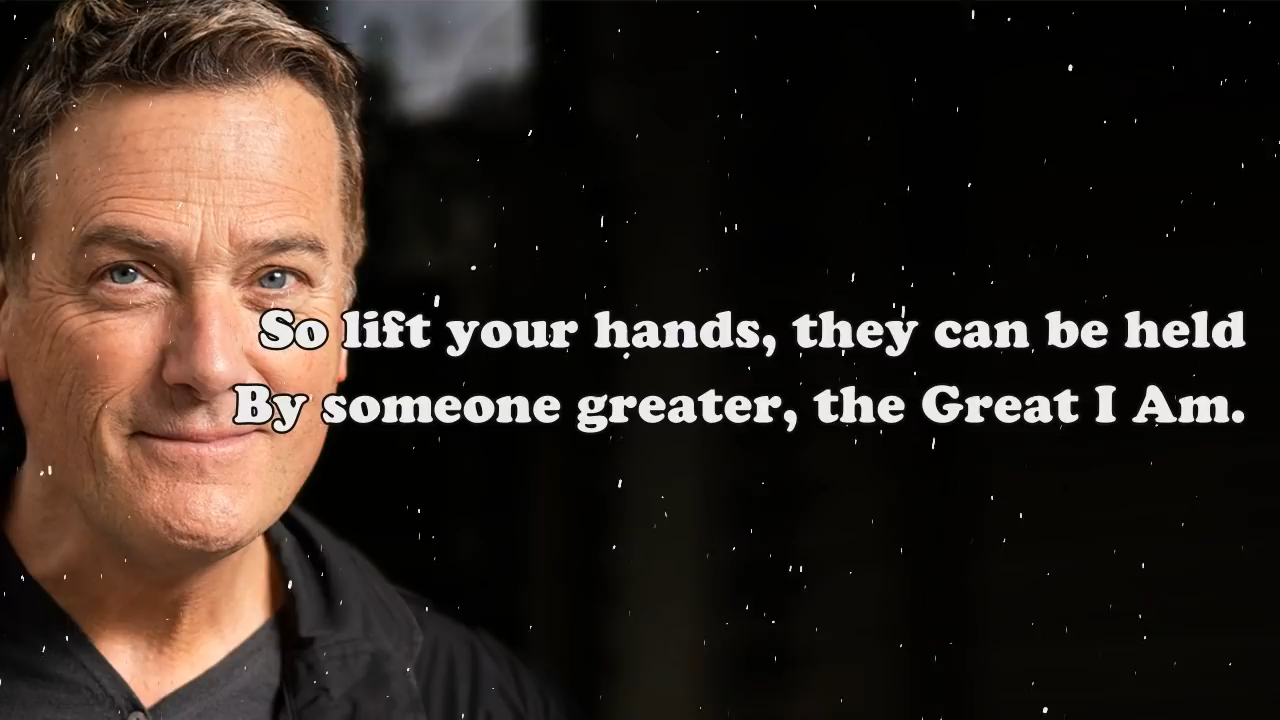 So lift your hands, they can be held
By someone greater, the Great I Am.